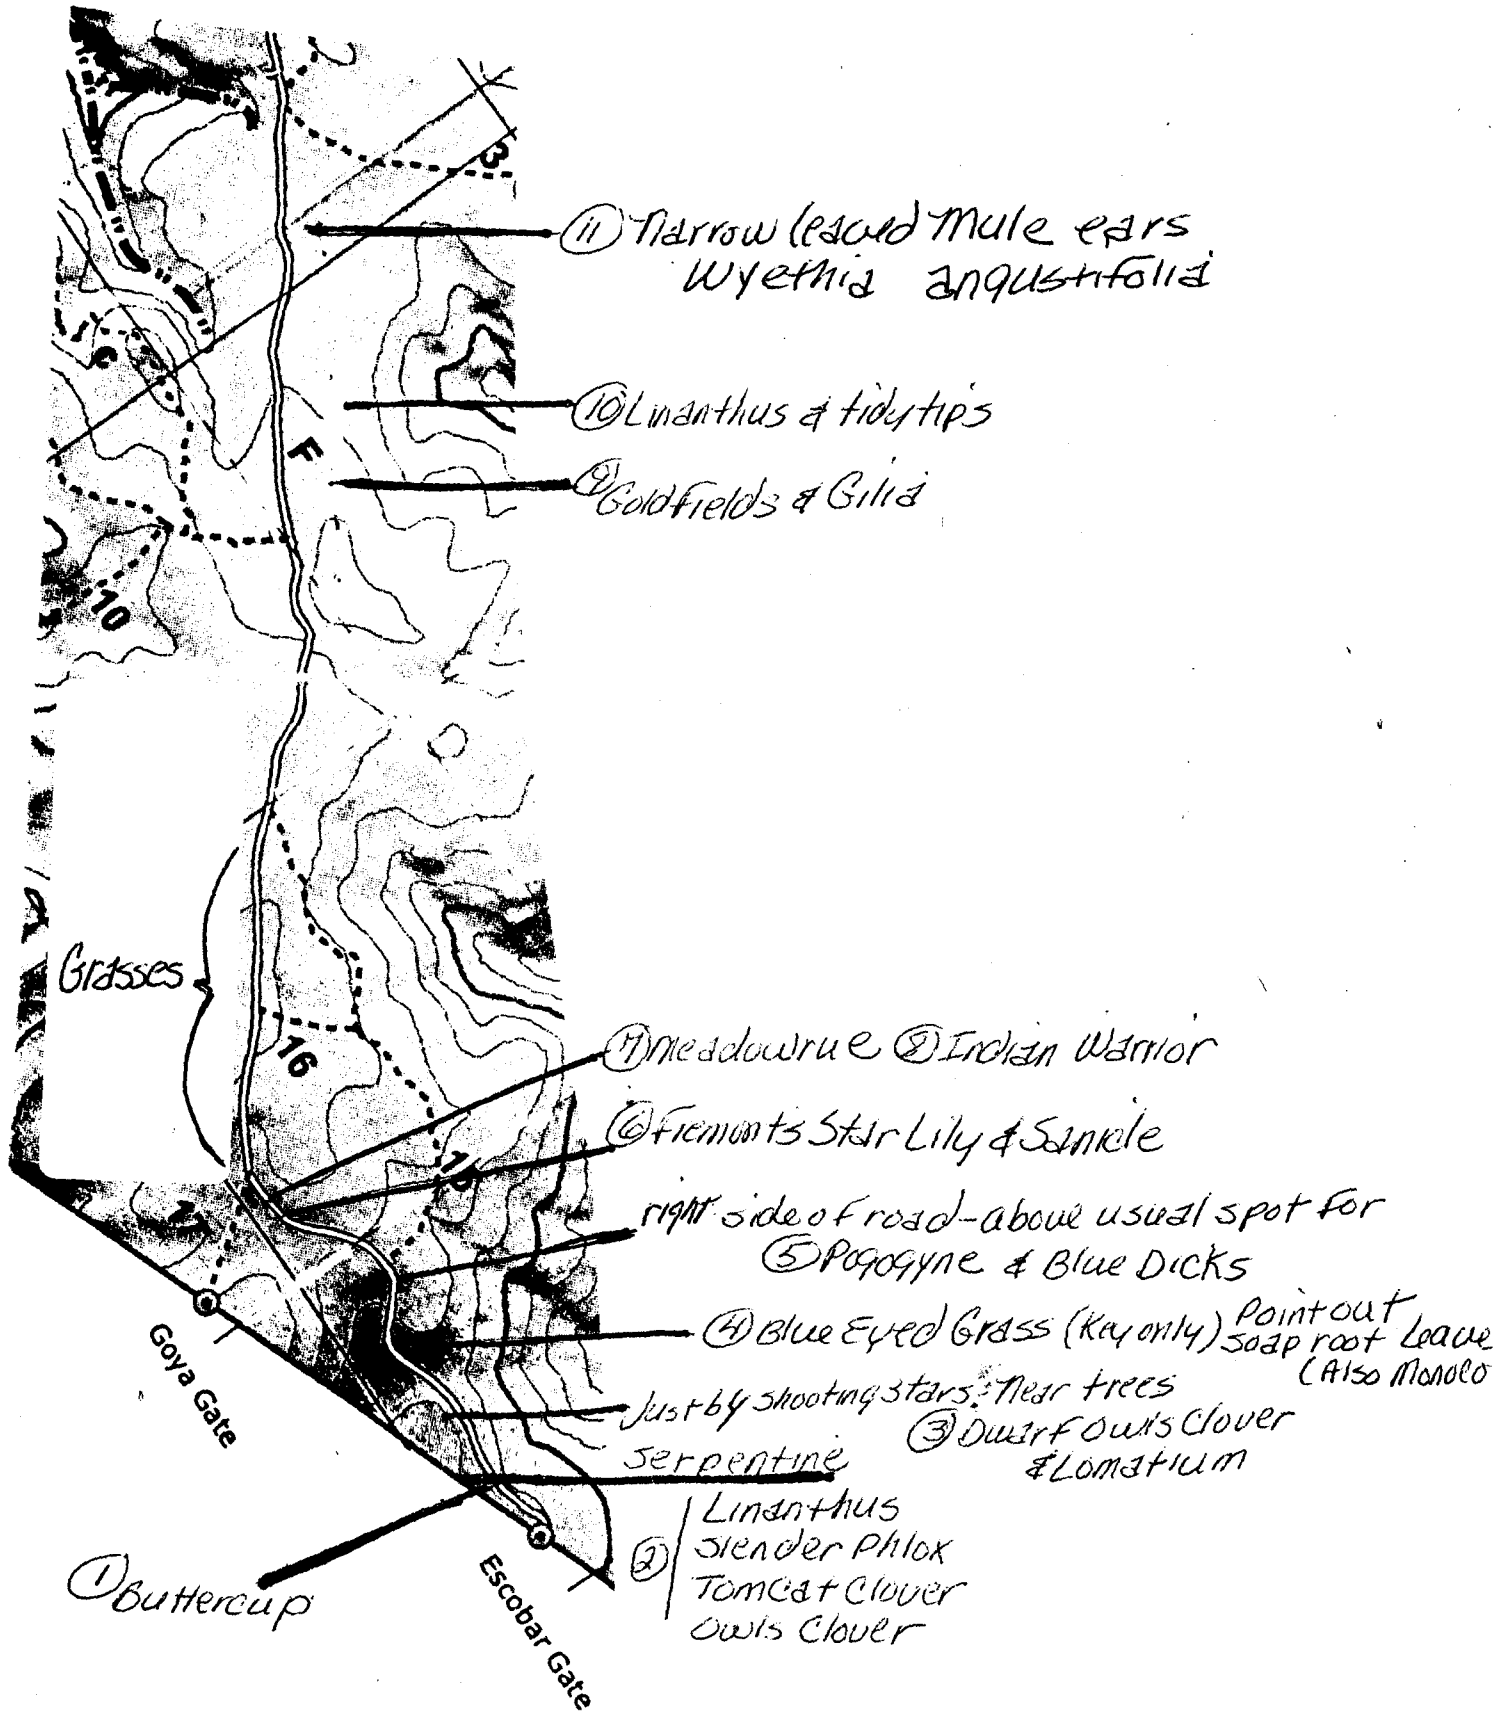 3
⑪ Narrow leaved Mule ears
Wyethia angustifolia
C
⑩ Linanthus & tidytips
F
⑨ Goldfields & Gilia
10
Grasses
16
⑦ Meadowrue ⑧ Indian Warrior
⑥ Fremonts Star Lily & Sanicle
15
17
right side of road-above usual spot for
⑤ Pogogyne & Blue Dicks
④ Blue Eyed Grass (Key only) Point out
soap root Leave
(Also Monolo
Goya Gate
Just by shooting stars. Near trees
③ Dwarf Owls Clover
& Lomatium
Serpentine
② Linanthus
Slender Phlox
Tomcat Clover
Owls Clover
① Buttercup
Escobar Gate